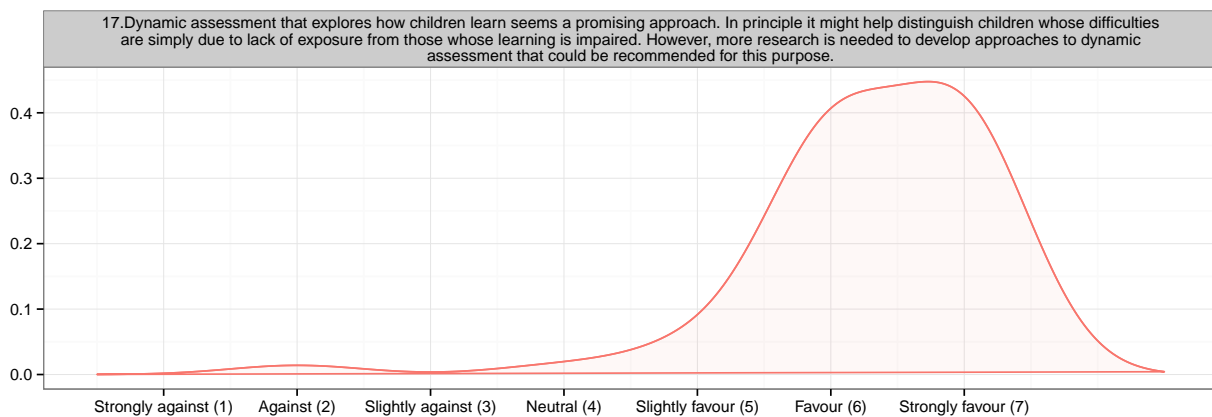 17.Dynamic assessment that explores how children learn seems a promising approach. In principle it might help distinguish children whose difficulties
are simply due to lack of exposure from those whose learning is impaired. However, more research is needed to develop approaches to dynamic
assessment that could be recommended for this purpose.
0.4
0.3
0.2
0.1
0.0
Strongly against (1) Against (2) Slightly against (3) Neutral (4) Slightly favour (5) Favour (6) Strongly favour (7)